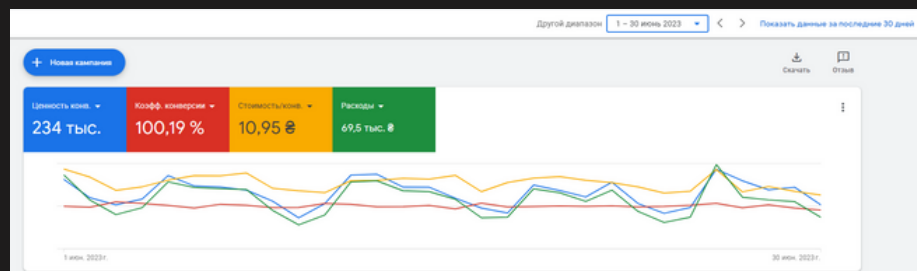 Другой диапазон 1 – 30 июнь 2023 Показать данные за последние 30 дней
Новая кампания
Скачать Отзыв
Ценность конв. Коэфф. конверсии Стоимость/конв. Расходы
234 тыс. 100,19 % 10,95 ₴ 69,5 тыс. ₴
1 июн. 2023 г. 30 июн. 2023 г.